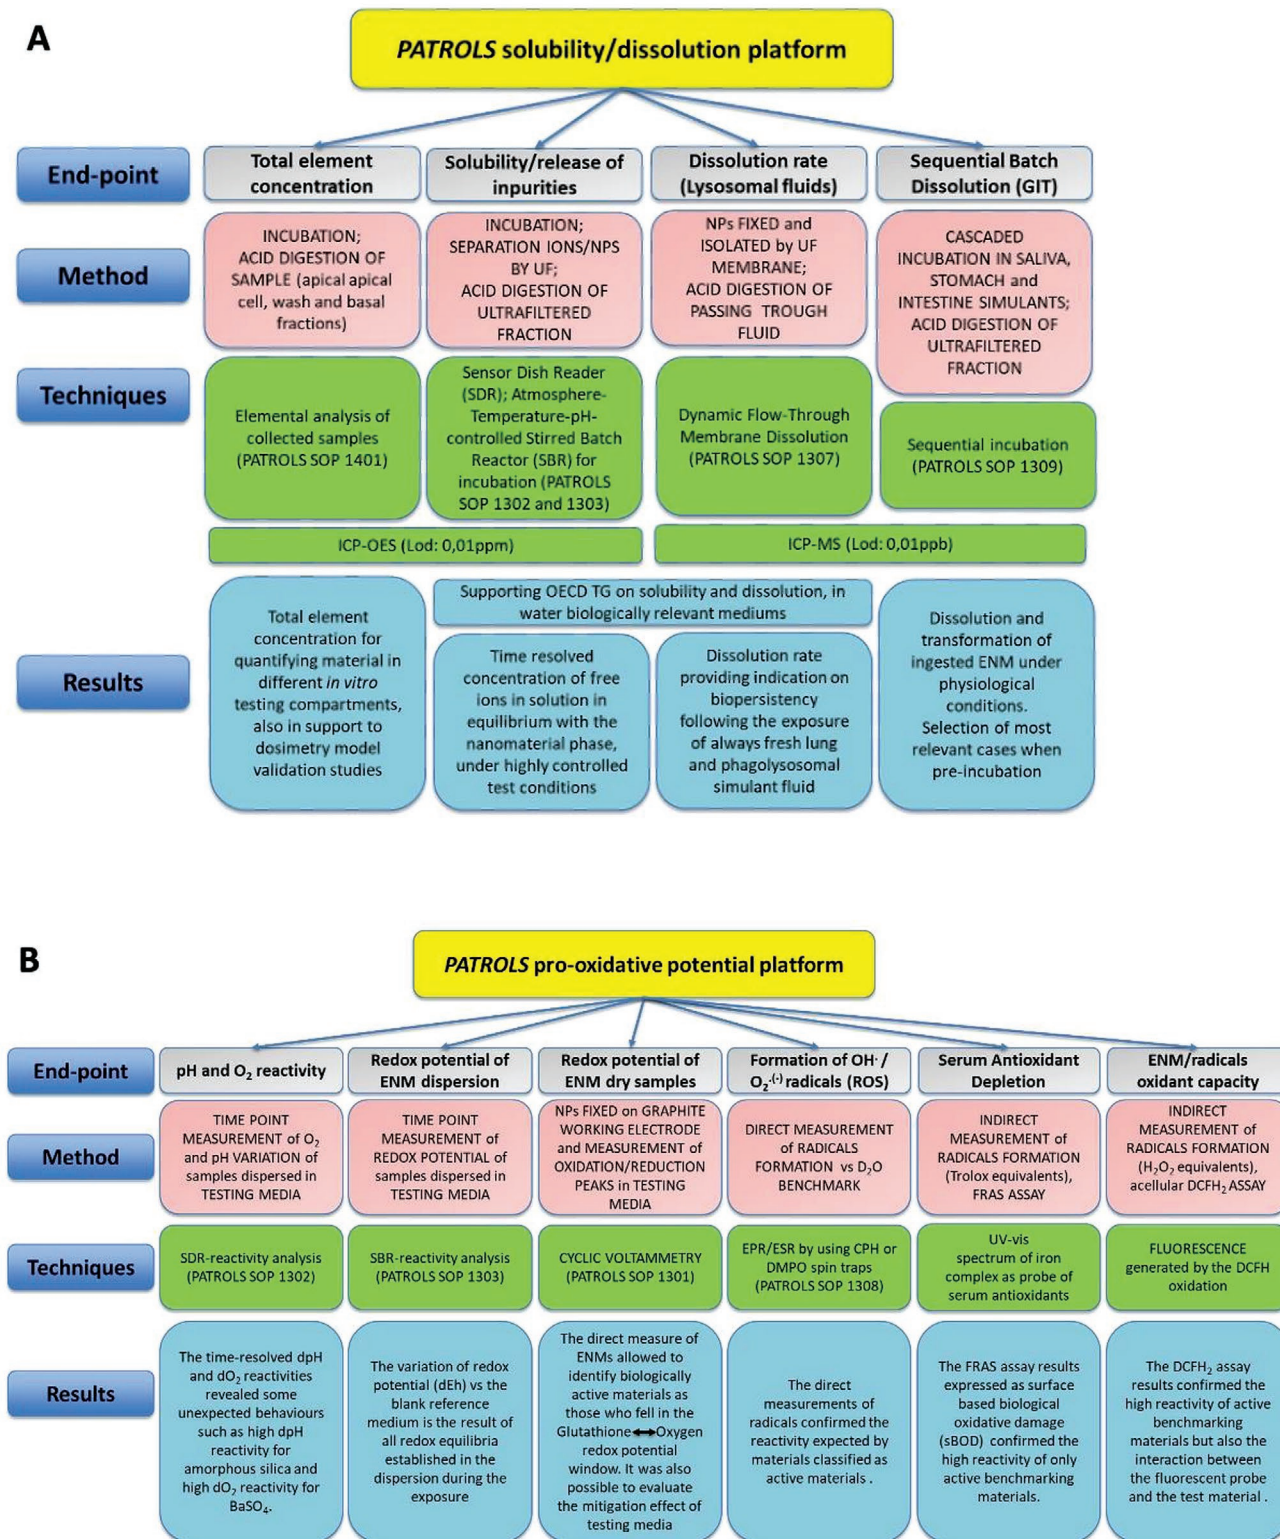 A
PATROLS solubility/dissolution platform
End-point
Total element
concentration
Solubility/release of
inpurities
Dissolution rate
(Lysosomal fluids)
Sequential Batch
Dissolution (GIT)
Method
INCUBATION;
ACID DIGESTION OF
SAMPLE (apical apical
cell, wash and basal
fractions)
INCUBATION;
SEPARATION IONS/NPS
BY UF;
ACID DIGESTION OF
ULTRAFILTERED
FRACTION
NPs FIXED and
ISOLATED by UF
MEMBRANE;
ACID DIGESTION OF
PASSING TROUGH
FLUID
CASCADED
INCUBATION IN SALIVA,
STOMACH and
INTESTINE SIMULANTS;
ACID DIGESTION OF
ULTRAFILTERED
FRACTION
Techniques
Elemental analysis of
collected samples
(PATROLS SOP 1401)
Sensor Dish Reader
(SDR); Atmosphere-
Temperature-pH-
controlled Stirred Batch
Reactor (SBR) for
incubation (PATROLS
SOP 1302 and 1303)
Dynamic Flow-Through
Membrane Dissolution
(PATROLS SOP 1307)
Sequential incubation
(PATROLS SOP 1309)
ICP-OES (Lod: 0,01ppm)
ICP-MS (Lod: 0,01ppb)
Results
Total element
concentration for
quantifying material in
different in vitro
testing compartments,
also in support to
dosimetry model
validation studies
Supporting OECD TG on solubility and dissolution, in
water biologically relevant mediums
Time resolved
concentration of free
ions in solution in
equilibrium with the
nanomaterial phase,
under highly controlled
test conditions
Dissolution rate
providing indication on
biopersistency
following the exposure
of always fresh lung
and phagolysosomal
simulant fluid
Dissolution and
transformation of
ingested ENM under
physiological
conditions.
Selection of most
relevant cases when
pre-incubation
B
PATROLS pro-oxidative potential platform
End-point
pH and O₂ reactivity
Redox potential of
ENM dispersion
Redox potential of
ENM dry samples
Formation of OH·/
O₂·(-) radicals (ROS)
Serum Antioxidant
Depletion
ENM/radicals
oxidant capacity
Method
TIME POINT
MEASUREMENT of O₂
and pH VARIATION of
samples dispersed in
TESTING MEDIA
TIME POINT
MEASUREMENT OF
REDOX POTENTIAL of
samples dispersed in
TESTING MEDIA
NPs FIXED on GRAPHITE
WORKING ELECTRODE
and MEASUREMENT of
OXIDATION/REDUCTION
PEAKS in TESTING
MEDIA
DIRECT MEASUREMENT
of RADICALS
FORMATION vs D₂O
BENCHMARK
INDIRECT
MEASUREMENT of
RADICALS FORMATION
(Trolox equivalents),
FRAS ASSAY
INDIRECT
MEASUREMENT of
RADICALS FORMATION
(H₂O₂ equivalents),
acellular DCFH₂ ASSAY
Techniques
SDR-reactivity analysis
(PATROLS SOP 1302)
SBR-reactivity analysis
(PATROLS SOP 1303)
CYCLIC VOLTAMMETRY
(PATROLS SOP 1301)
EPR/ESR by using CPH or
DMPO spin traps
(PATROLS SOP 1308)
UV-vis
spectrum of iron
complex as probe of
serum antioxidants
FLUORESCENCE
generated by the DCFH
oxidation
Results
The time-resolved dpH
and dO₂ reactivities
revealed some
unexpected behaviours
such as high dpH
reactivity for
amorphous silica and
high dO₂ reactivity for
BaSO₄.
The variation of redox
potential (dEh) vs the
blank reference
medium is the result of
all redox equilibria
established in the
dispersion during the
exposure
The direct measure of
ENMs allowed to
identify biologically
active materials as
those who fell in the
Glutathione↔Oxygen
redox potential
window. It was also
possible to evaluate
the mitigation effect of
testing media
The direct
measurements of
radicals confirmed the
reactivity expected by
materials classified as
active materials .
The FRAS assay results
expressed as surface
based biological
oxidative damage
(sBOD) confirmed the
high reactivity of only
active benchmarking
materials.
The DCFH₂ assay
results confirmed the
high reactivity of active
benchmarking
materials but also the
interaction between
the fluorescent probe
and the test material .